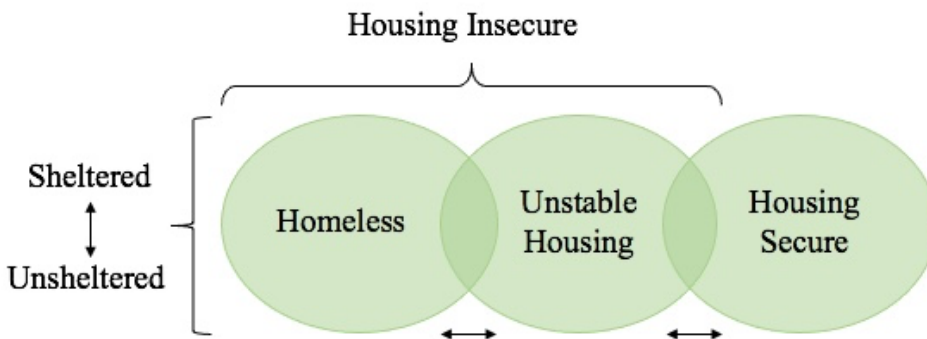 Housing Insecure
Sheltered
Unsheltered
Homeless
Unstable
Housing
Housing
Secure